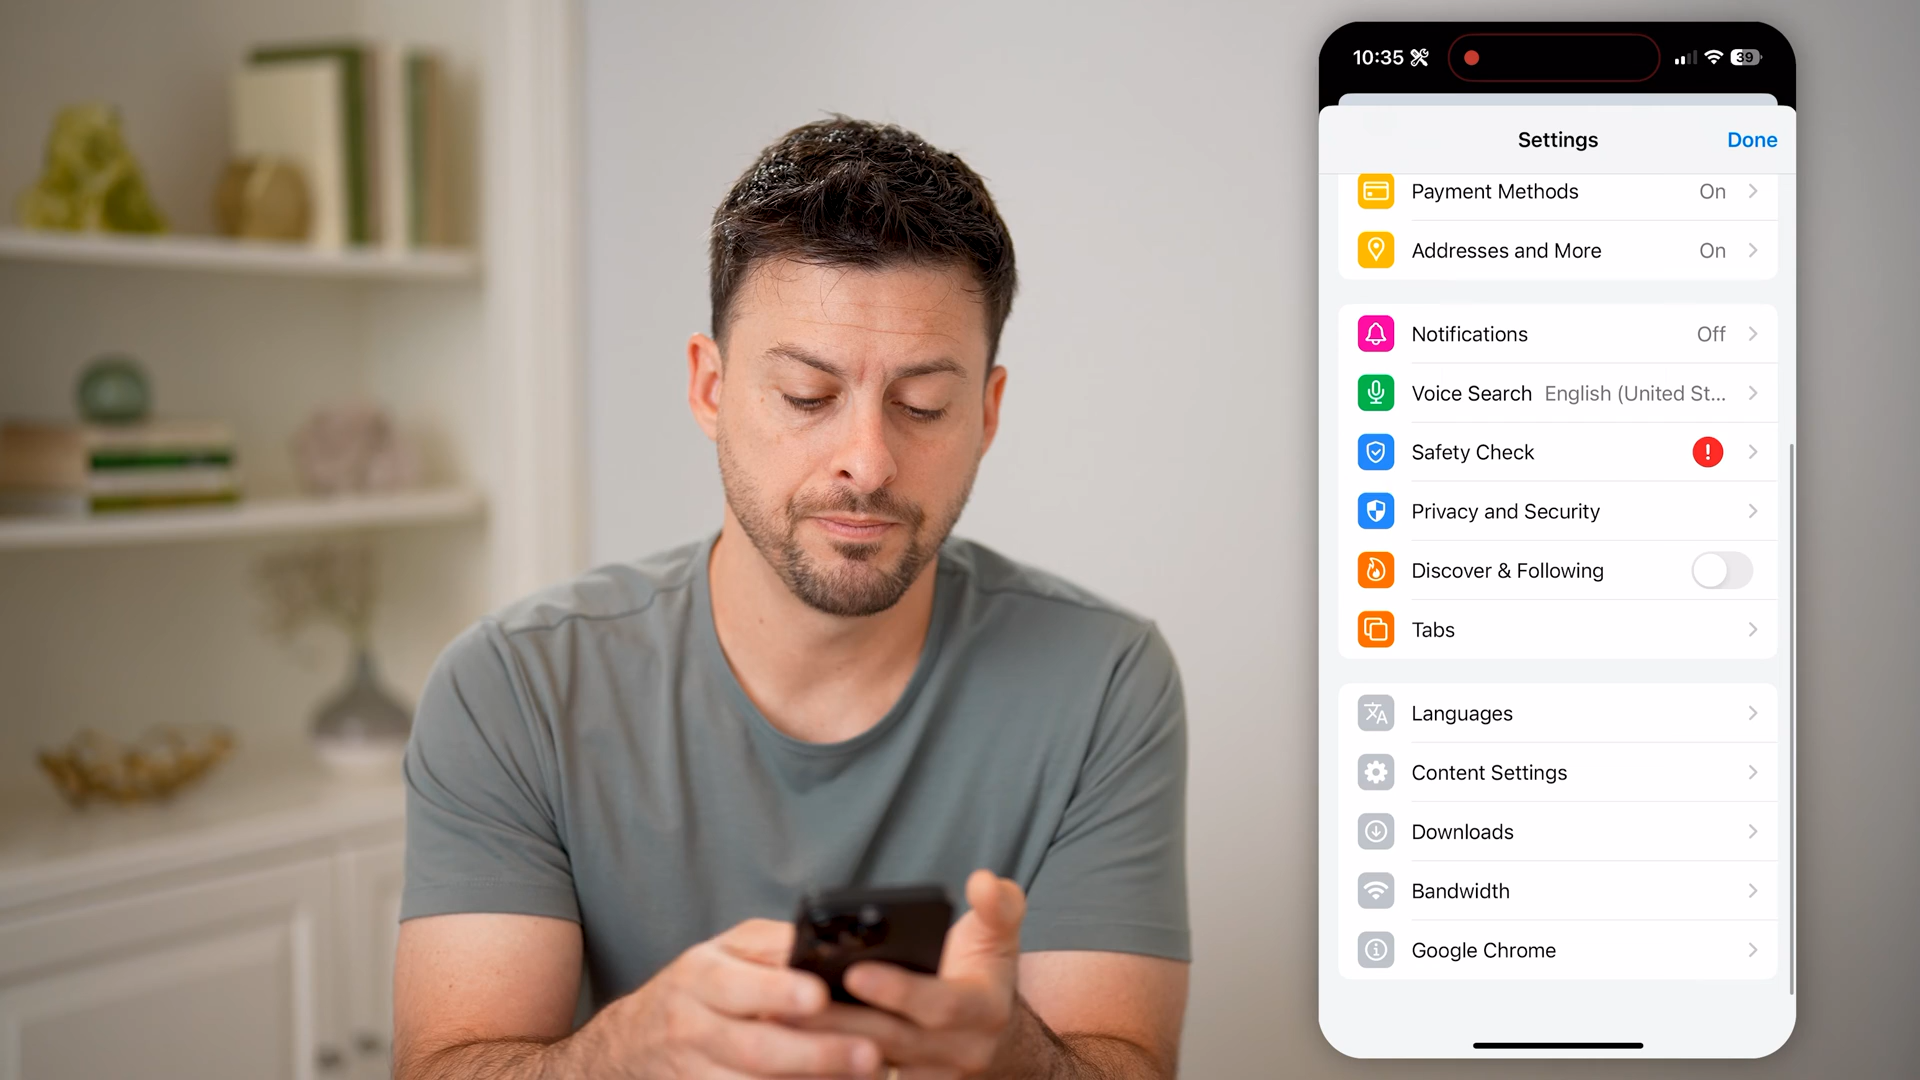 10:35
39
Settings
Done
Payment Methods On
Addresses and More On
Notifications Off
Voice Search English (United St...
Safety Check
Privacy and Security
Discover & Following
Tabs
Languages
Content Settings
Downloads
Bandwidth
Google Chrome